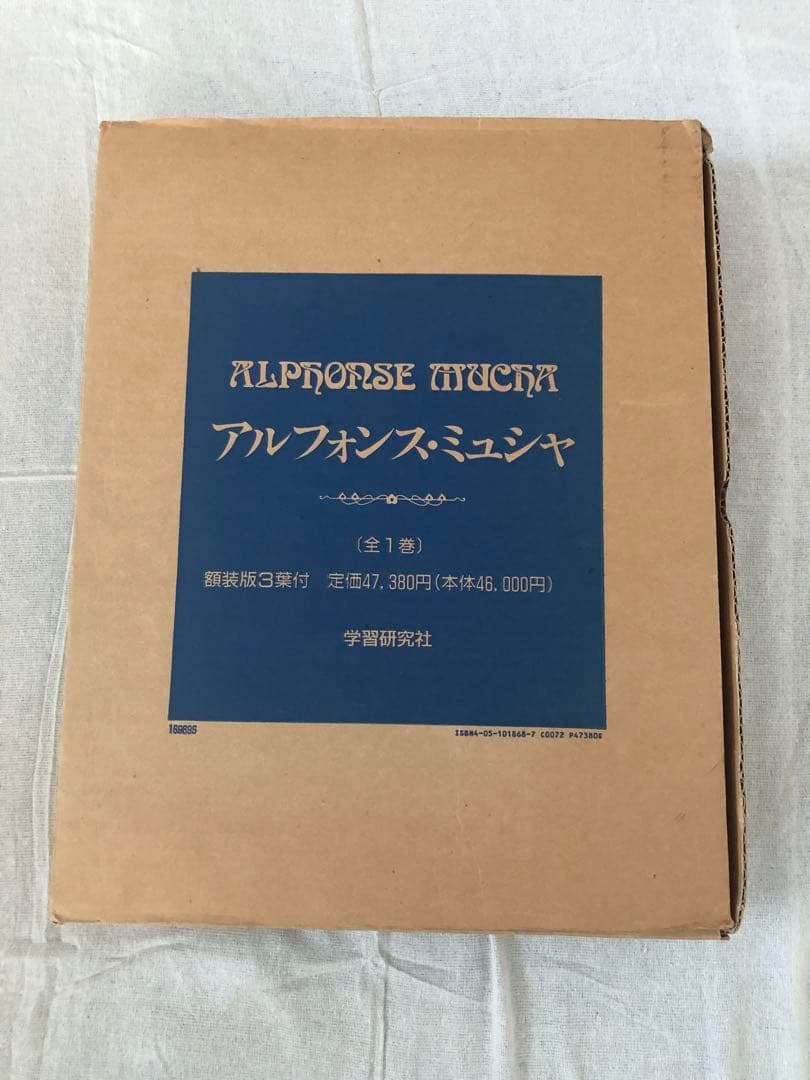 ALPHONSE MUCHA
アルフォンス・ミュシャ
〔全1巻〕
額装版3葉付 定価47,380円(本体46,000円)
学習研究社
169695
ISBN4-05-101868-7 C0072 P47380E